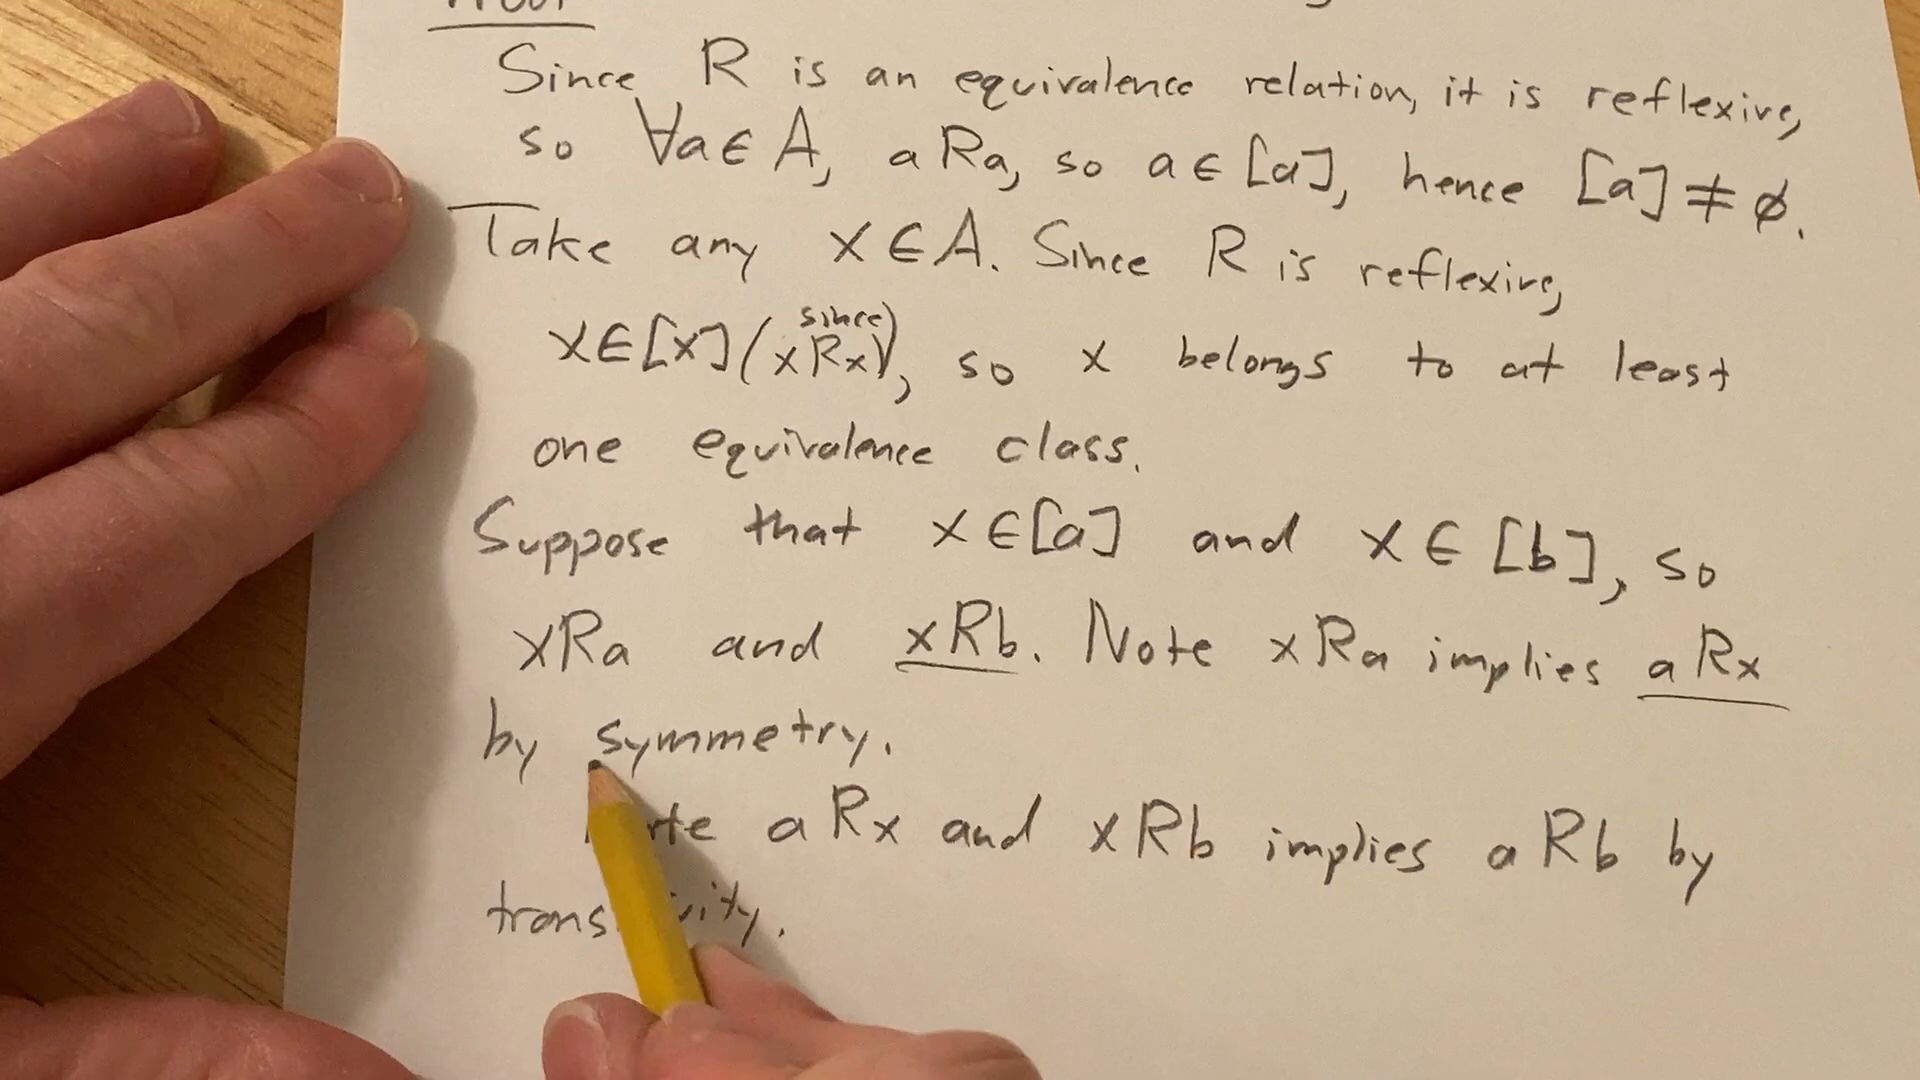 Proof
Since R is an equivalence relation, it is reflexive,
so ∀a∈A, aRa, so a∈[a], hence [a]≠∅.
Take any x∈A. Since R is reflexive,
x∈[x](since xRx), so x belongs to at least
one equivalence class.
Suppose that x∈[a] and x∈[b], so
xRa and xRb. Note xRa implies aRx
by symmetry.
aRx and xRb implies aRb by
transitivity.